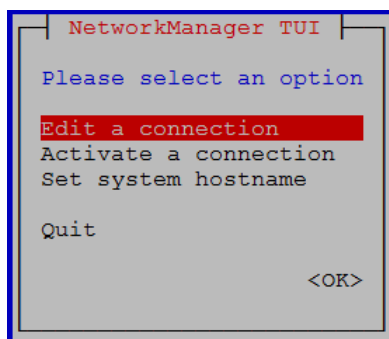 NetworkManager TUI
Please select an option
Edit a connection
Activate a connection
Set system hostname
Quit
<OK>